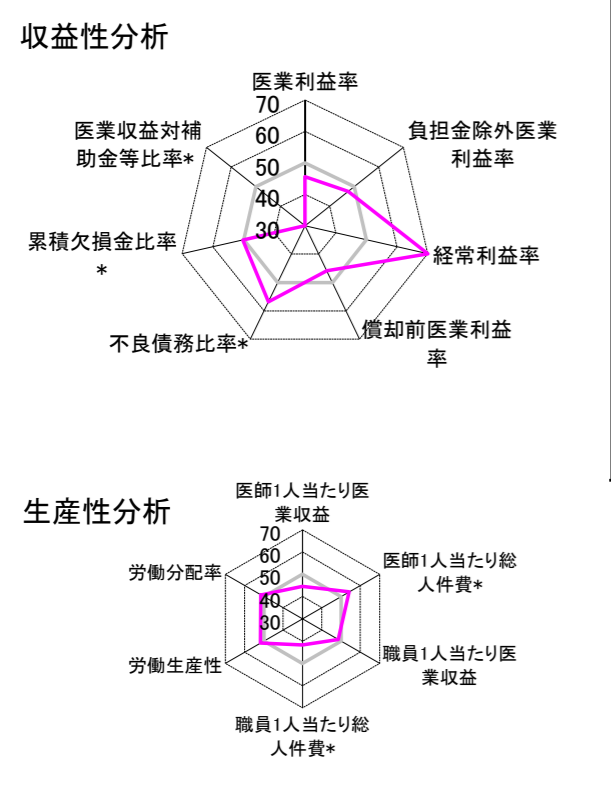 収益性分析
医業利益率
70
60
50
40
30
負担金除外医業
利益率
経常利益率
償却前医業利益
率
不良債務比率*
累積欠損金比率
*
医業収益対補
助金等比率*
生産性分析
医師1人当たり医
業収益
70
60
50
40
30
医師1人当たり総
人件費*
職員1人当たり医
業収益
職員1人当たり総
人件費*
労働生産性
労働分配率